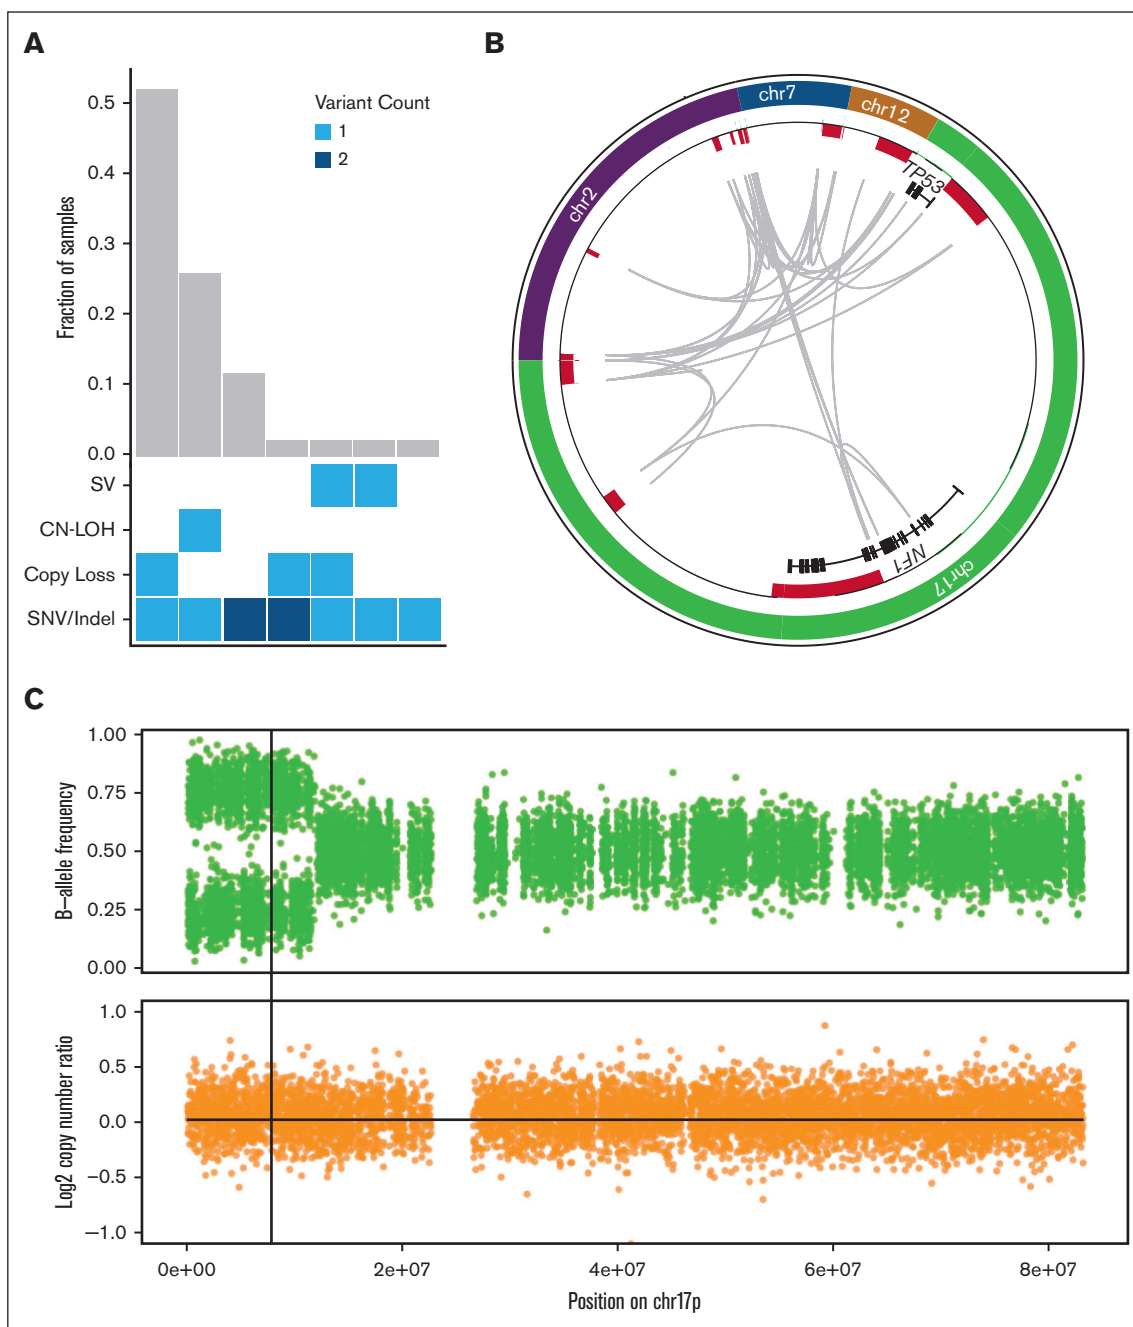 A
0.5
0.4
0.3
0.2
0.1
0.0
Fraction of samples
Variant Count
1
2
SV
CN-LOH
Copy Loss
SNV/Indel
B
chr2
chr7
chr12
TP53
NF1
chr17
C
1.00
0.75
0.50
0.25
0.00
B–allele frequency
1.0
0.5
0.0
–0.5
–1.0
Log2 copy number ratio
0e+00 2e+07 4e+07 6e+07 8e+07
Position on chr17p